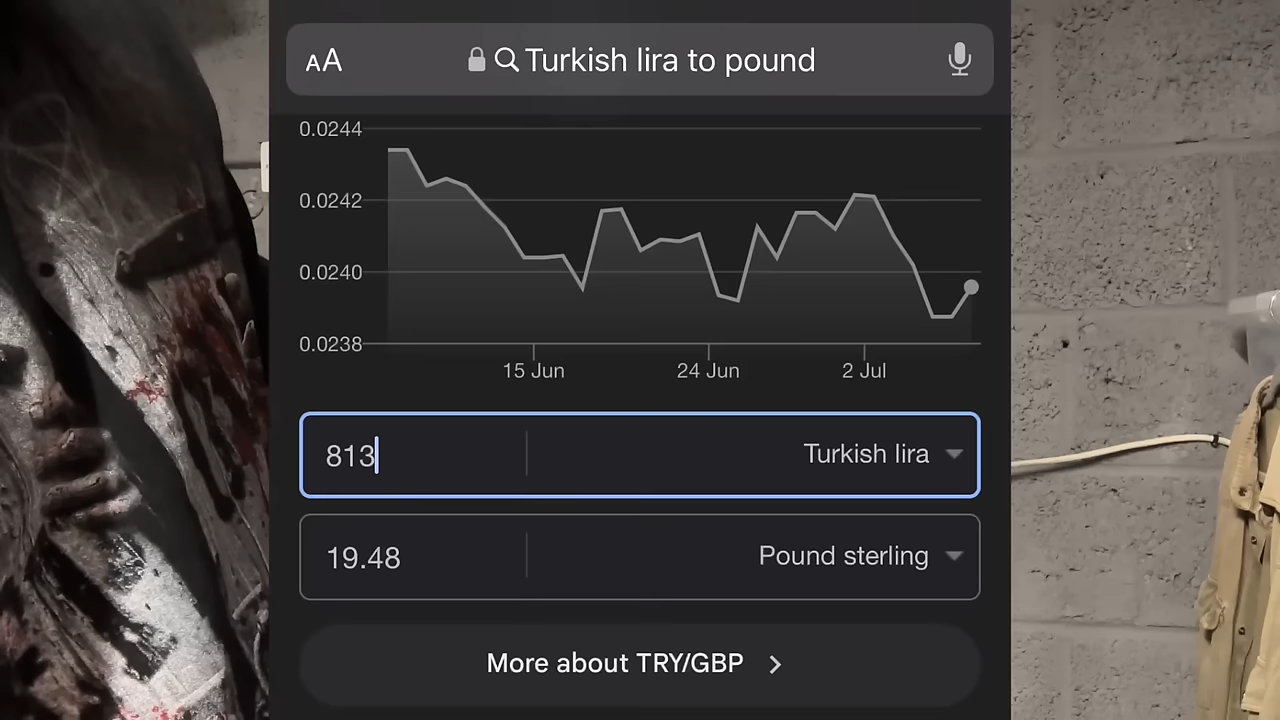 AA Turkish lira to pound
0.0244
0.0242
0.0240
0.0238
15 Jun 24 Jun 2 Jul
813 Turkish lira
19.48 Pound sterling
More about TRY/GBP